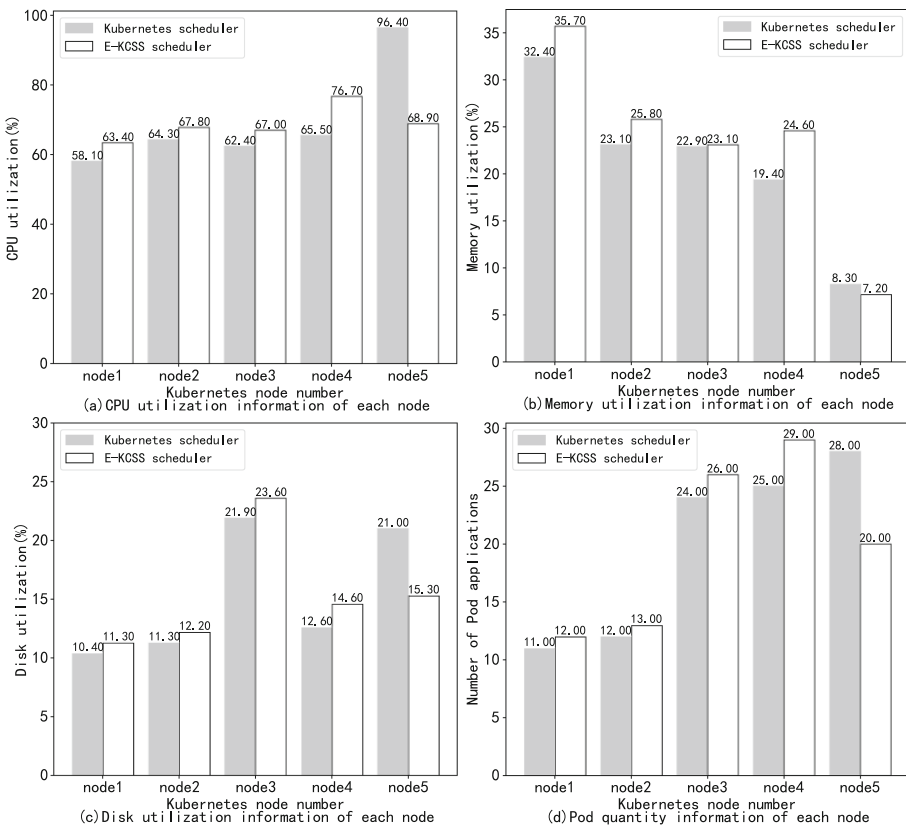 100
80
60
40
20
0
CPU utilization(%)
Kubernetes scheduler
E-KCSS scheduler
58.10
63.40
64.30
67.80
62.40
67.00
65.50
76.70
96.40
68.90
node1 node2 node3 node4 node5
Kubernetes node number
(a)CPU utilization information of each node
35
30
25
20
15
10
5
0
Memory utilization(%)
Kubernetes scheduler
E-KCSS scheduler
32.40
35.70
23.10
25.80
22.90
23.10
19.40
24.60
8.30
7.20
node1 node2 node3 node4 node5
Kubernetes node number
(b)Memory utilization information of each node
30
25
20
15
10
5
0
Disk utilization(%)
Kubernetes scheduler
E-KCSS scheduler
10.40
11.30
11.30
12.20
21.90
23.60
12.60
14.60
21.00
15.30
node1 node2 node3 node4 node5
Kubernetes node number
(c)Disk utilization information of each node
30
25
20
15
10
5
0
Number of Pod applications
Kubernetes scheduler
E-KCSS scheduler
11.00
12.00
12.00
13.00
24.00
26.00
25.00
29.00
28.00
20.00
node1 node2 node3 node4 node5
Kubernetes node number
(d)Pod quantity information of each node